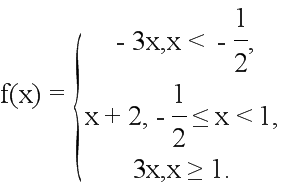 f(x) = { - 3x,x < - 1/2,
x + 2, - 1/2 ≤ x < 1,
3x,x ≥ 1.